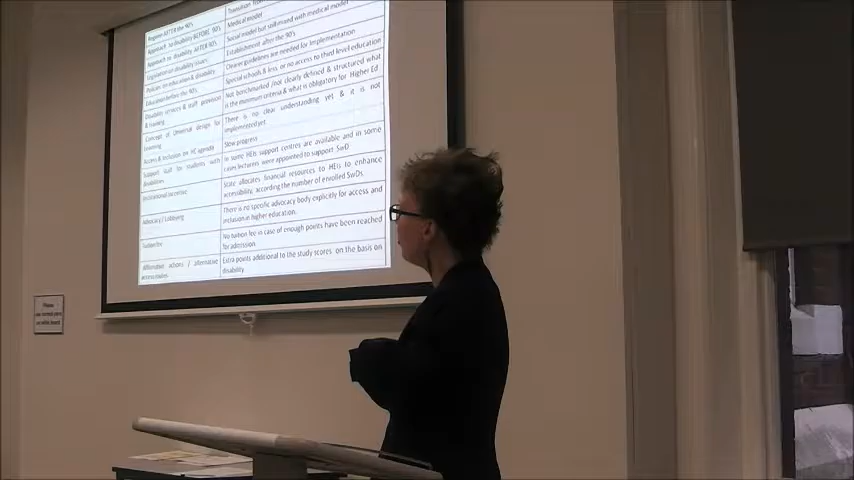 Regime AFTER the 90's
Transition from
Approach to disability BEFORE 90's
Medical model
Approach to disability AFTER 90's
Social model but still mixed with medical model
Legislation on disability issues
Establishment after the 90's
Policies on education & disability
Clearer guidelines are needed for implementation
Education before the 90's
Special schools & less or no access to third level education
Disability services & staff provision
& training
Not benchmarked /not clearly defined & structured what
is the minimum criteria & what is obligatory for Higher Ed
Concept of Universal design for
Learning
There is no clear understanding yet & it is not
implemented yet
Access & Inclusion on HE agenda
Slow progress
Support staff for students with
disabilities
In some HEIs support centres are available and in some
cases lecturers were appointed to support SwD
Institutional incentive
State allocates financial resources to HEIs to enhance
accessibility, according the number of enrolled SwDs.
Advocacy / Lobbying
There is no specific advocacy body explicitly for access and
inclusion in higher education.
Tuition fee
No tuition fee in case of enough points have been reached
for admission.
Affirmative actions / alternative
access routes
Extra points additional to the study scores on the basis on
disability
Please